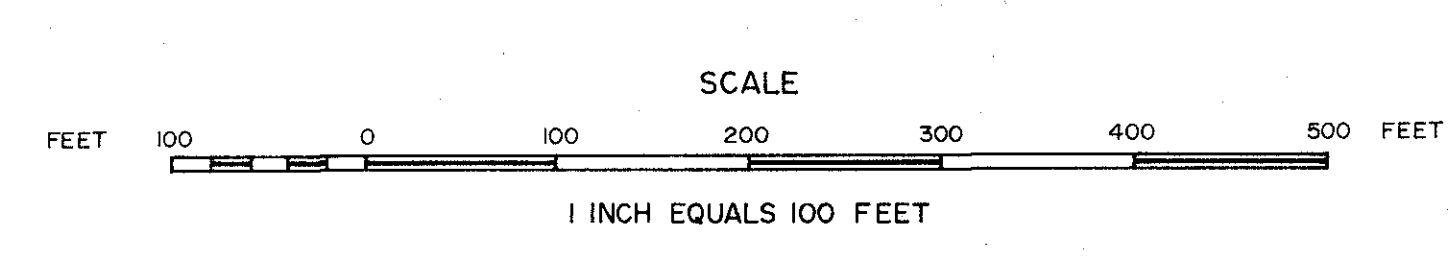 SCALE
FEET 100 0 100 200 300 400 500 FEET
1 INCH EQUALS 100 FEET